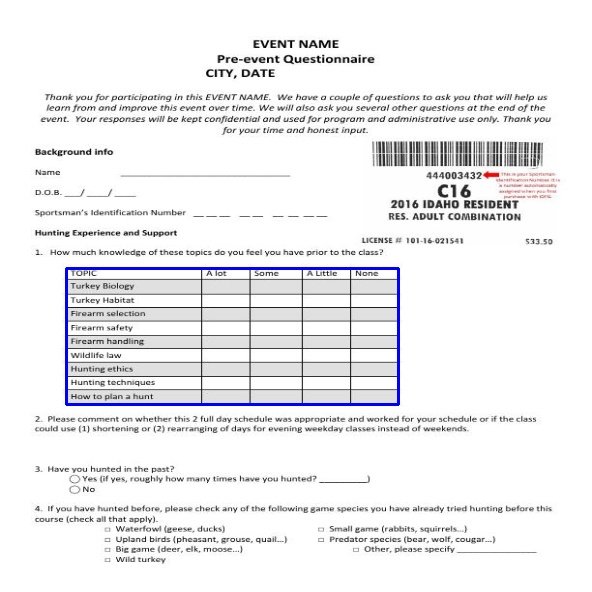 EVENT NAME
Pre-event Questionnaire
CITY, DATE
Thank you for participating in this EVENT NAME. We have a couple of questions to ask you that will help us
learn from and improve this event over time. We will also ask you several other questions at the end of the
event. Your responses will be kept confidential and used for program and administrative use only. Thank you
for your time and honest input.
Background info
Name ______________________________
D.O.B. ___/____/ ____
Sportsman's Identification Number __ __ __ __ __ __ __ __ __
444003432
This is your Sportsman
Identification Number. It is
a number automatically
assigned when you first
purchase in
C16
2016 IDAHO RESIDENT
RES. ADULT COMBINATION
LICENSE # 101-16-021541 $33.50
Hunting Experience and Support
1. How much knowledge of these topics do you feel you have prior to the class?
TOPIC A lot Some A Little None
Turkey Biology
Turkey Habitat
Firearm selection
Firearm safety
Firearm handling
Wildlife law
Hunting ethics
Hunting techniques
How to plan a hunt
2. Please comment on whether this 2 full day schedule was appropriate and worked for your schedule or if the class
could use (1) shortening or (2) rearranging of days for evening weekday classes instead of weekends.
3. Have you hunted in the past?
Yes (if yes, roughly how many times have you hunted? __________)
No
4. If you have hunted before, please check any of the following game species you have already tried hunting before this
course (check all that apply).
□ Waterfowl (geese, ducks) □ Small game (rabbits, squirrels…)
□ Upland birds (pheasant, grouse, quail…) □ Predator species (bear, wolf, cougar…)
□ Big game (deer, elk, moose…) □ Other, please specify ________________
□ Wild turkey